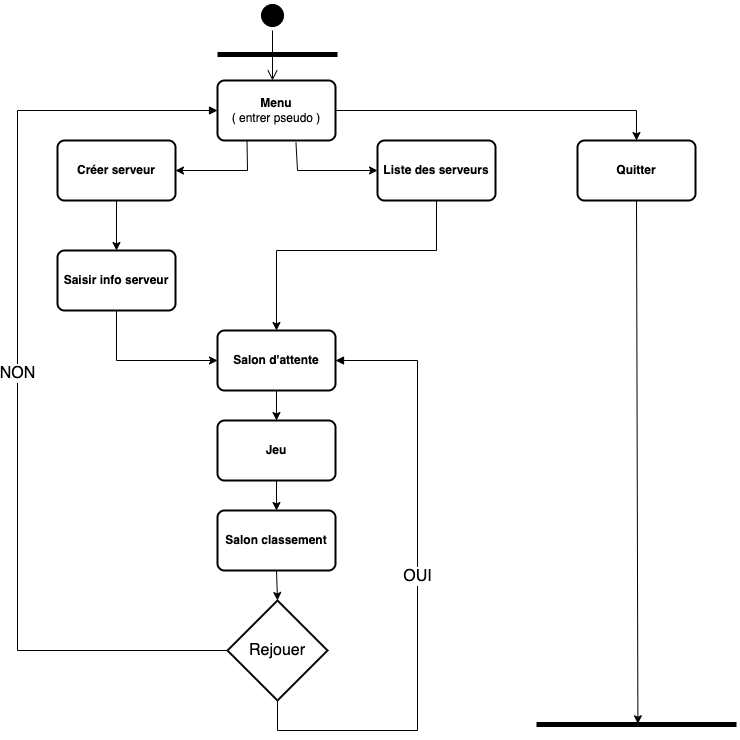 Menu
( entrer pseudo )
Créer serveur
Liste des serveurs
Quitter
Saisir info serveur
Salon d'attente
NON
Jeu
Salon classement
OUI
Rejouer